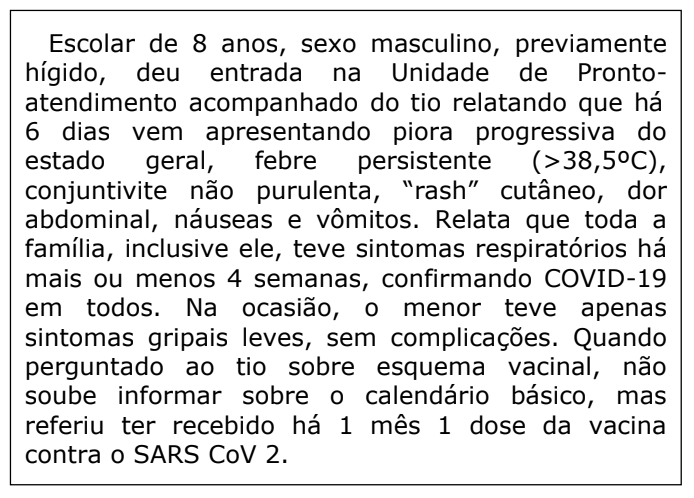 Escolar de 8 anos, sexo masculino, previamente
hígido, deu entrada na Unidade de Pronto-
atendimento acompanhado do tio relatando que há
6 dias vem apresentando piora progressiva do
estado geral, febre persistente (>38,5ºC),
conjuntivite não purulenta, “rash” cutâneo, dor
abdominal, náuseas e vômitos. Relata que toda a
família, inclusive ele, teve sintomas respiratórios há
mais ou menos 4 semanas, confirmando COVID-19
em todos. Na ocasião, o menor teve apenas
sintomas gripais leves, sem complicações. Quando
perguntado ao tio sobre esquema vacinal, não
soube informar sobre o calendário básico, mas
referiu ter recebido há 1 mês 1 dose da vacina
contra o SARS CoV 2.